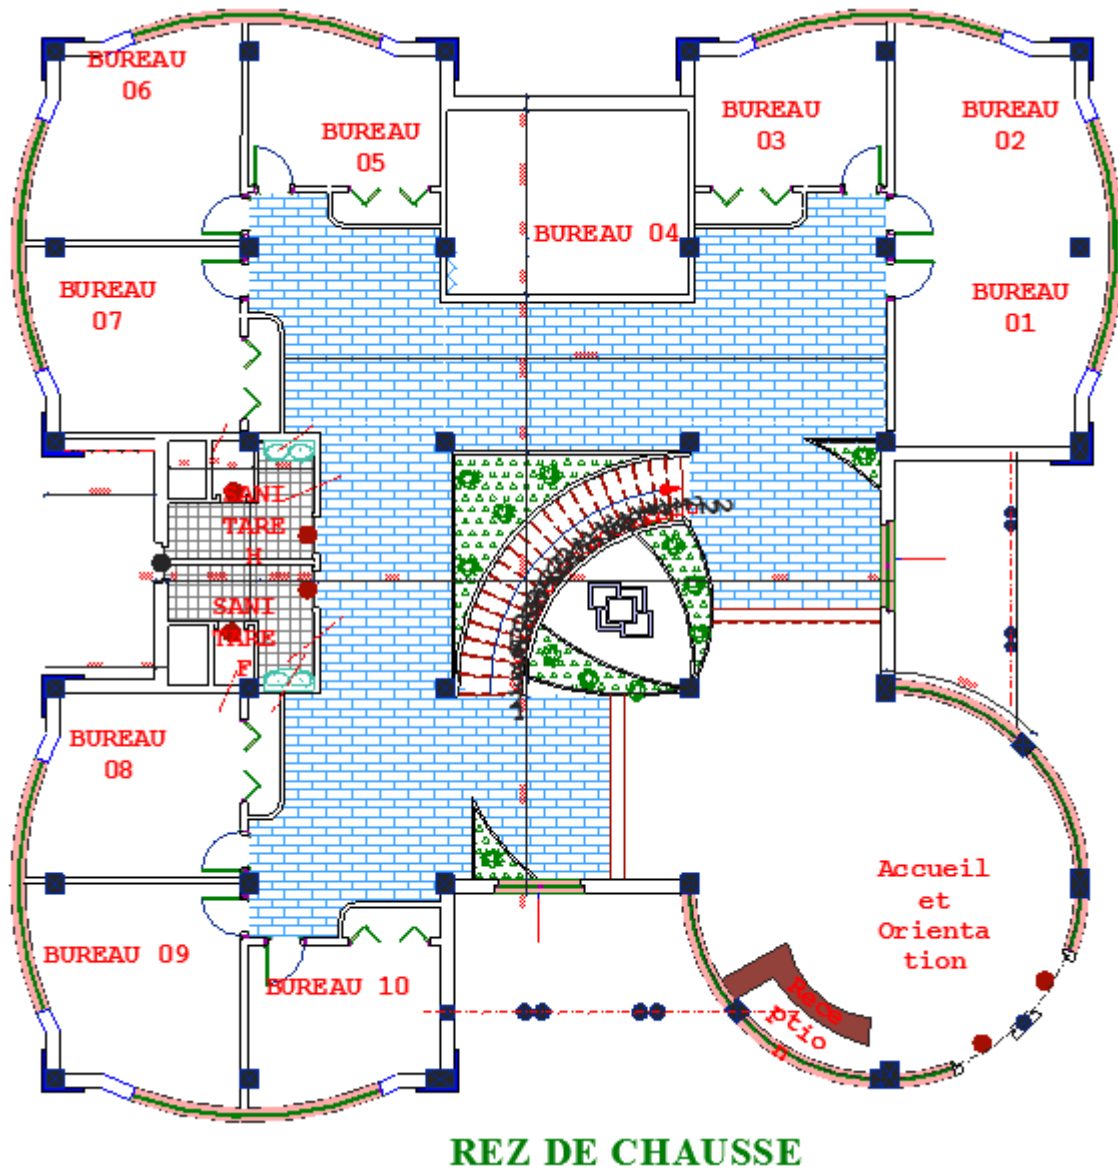 BUREAU
06
BUREAU
05
BUREAU
03
BUREAU
02
BUREAU 04
BUREAU
07
BUREAU
01
SANI
TARE
H
SANI
TARE
F
BUREAU
08
BUREAU 09
BUREAU 10
Accueil
et
Orienta
tion
Rece
ptio
n
REZ DE CHAUSSE